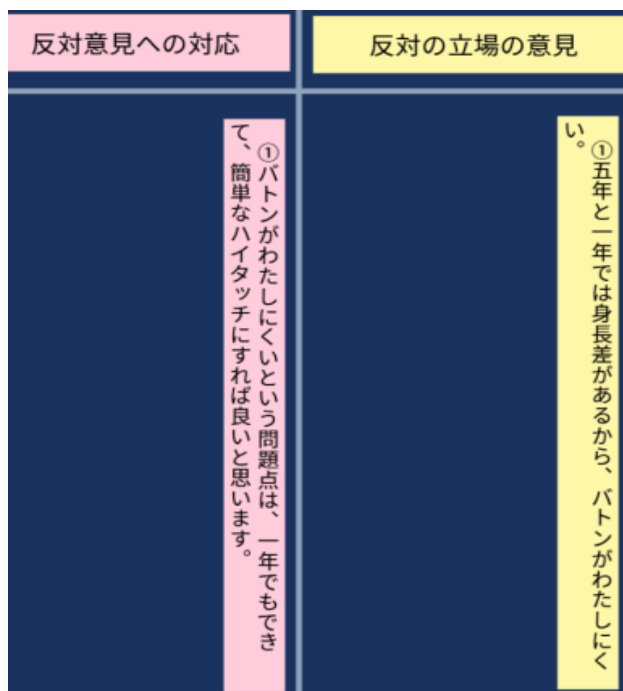 反対の立場の意見
①五年と一年では身長差があるから、バトンがわたしにく
い。
反対意見への対応
①バトンがわたしにくいという問題点は、一年でもでき
て、簡単なハイタッチにすれば良いと思います。